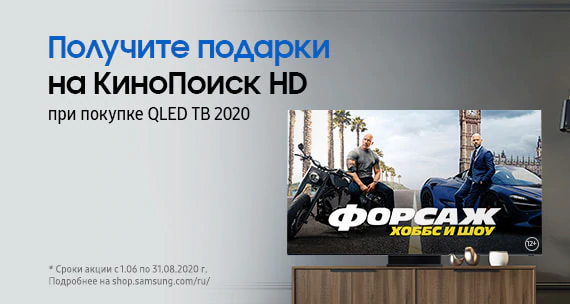 Получите подарки
на КиноПоиск HD
при покупке QLED ТВ 2020
ФОРСАЖ
ХОББС И ШОУ
12+
* Сроки акции с 1.06 по 31.08.2020 г.
Подробнее на shop.samsung.com/ru/